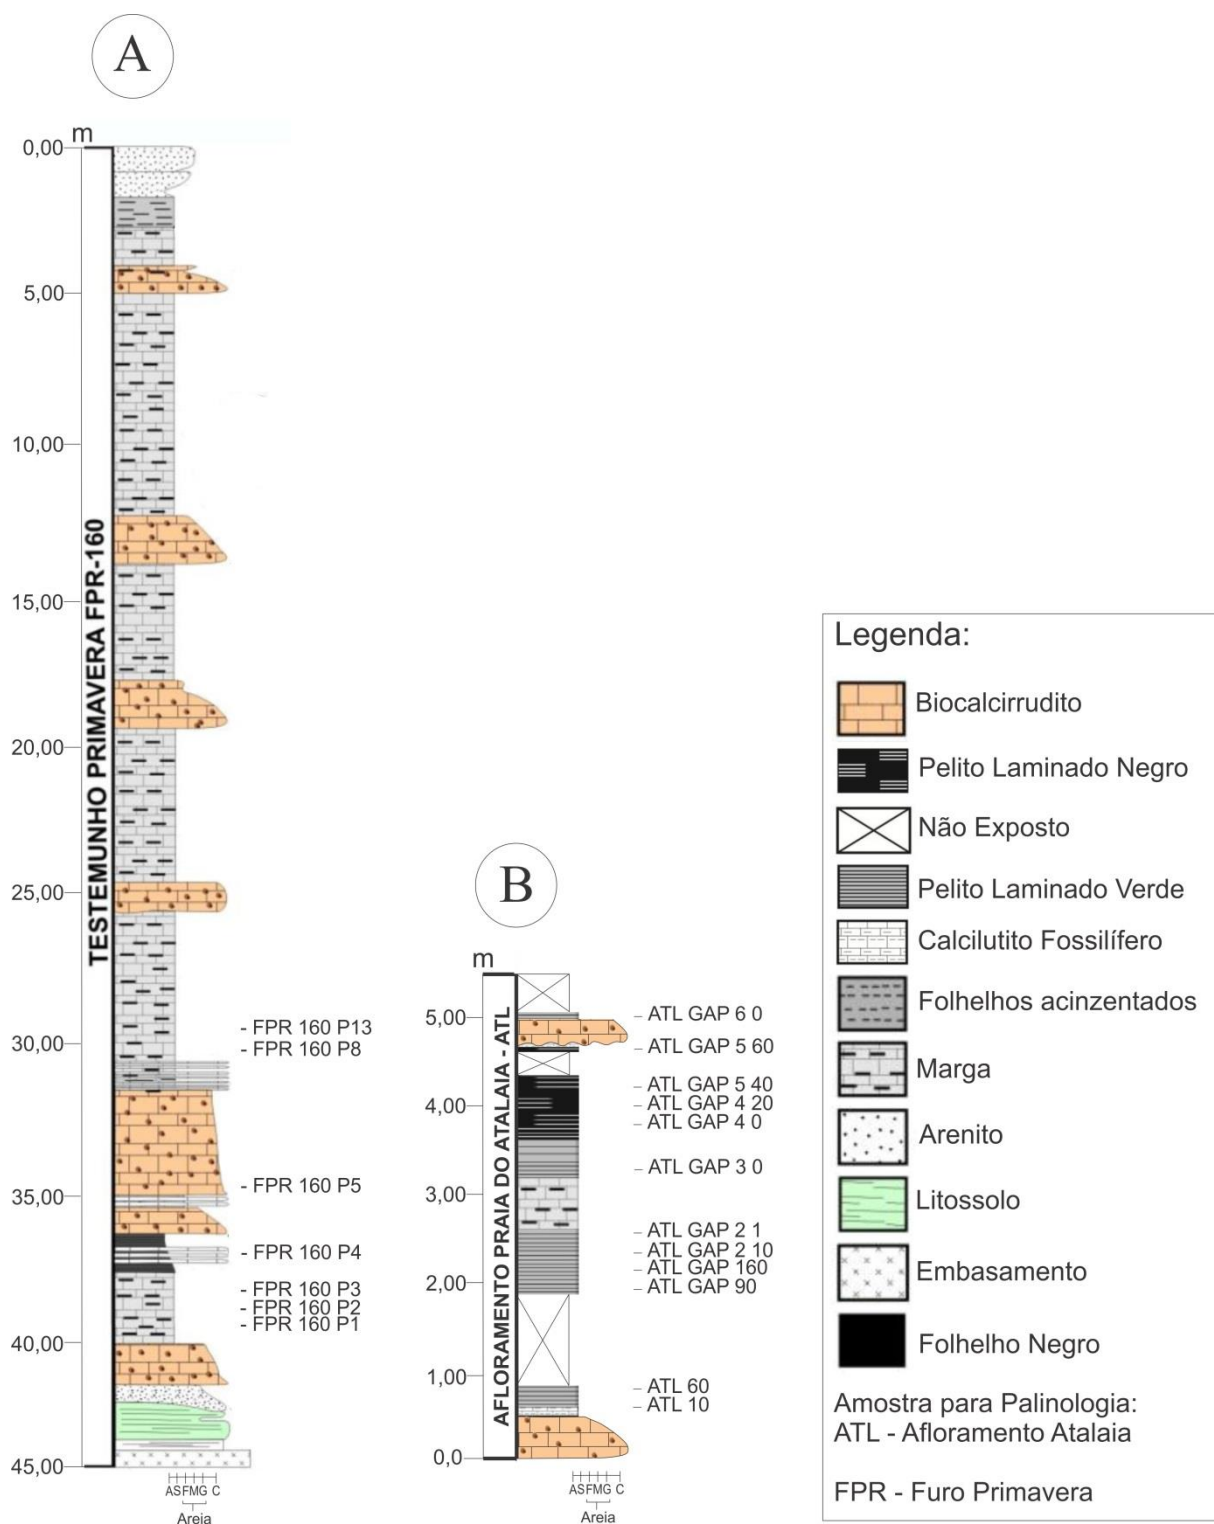 A
m
0,00
5,00
10,00
15,00
20,00
25,00
30,00
35,00
40,00
45,00
TESTEMUNHO PRIMAVERA FPR-160
- FPR 160 P13
- FPR 160 P8
- FPR 160 P5
- FPR 160 P4
- FPR 160 P3
- FPR 160 P2
- FPR 160 P1
ASFMG C
Areia
B
m
5,00
4,00
3,00
2,00
1,00
0,0
AFLORAMENTO PRAIA DO ATALAIA - ATL
ATL GAP 6 0
ATL GAP 5 60
ATL GAP 5 40
ATL GAP 4 20
ATL GAP 4 0
ATL GAP 3 0
ATL GAP 2 1
ATL GAP 2 10
ATL GAP 160
ATL GAP 90
ATL 60
ATL 10
ASFMG C
Areia
Legenda:
Biocalcirrudito
Pelito Laminado Negro
Não Exposto
Pelito Laminado Verde
Calcilutito Fossilífero
Folhelhos acinzentados
Marga
Arenito
Litossolo
Embasamento
Folhelho Negro
Amostra para Palinologia:
ATL - Afloramento Atalaia
FPR - Furo Primavera